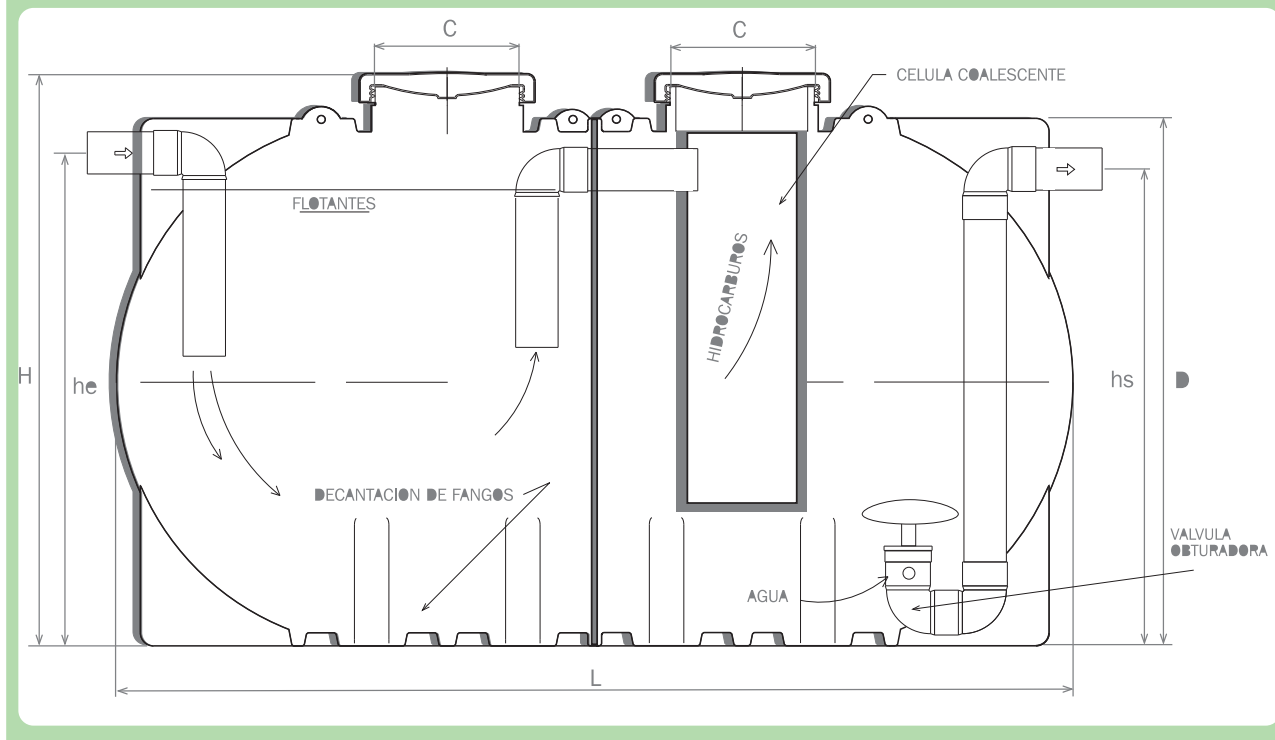 C
C
CELULA COALESCENTE
FLOTANTES
HIDROCARBUROS
H
he
hs
D
DECANTACION DE FANGOS
VALVULA
OBTURADORA
AGUA
L